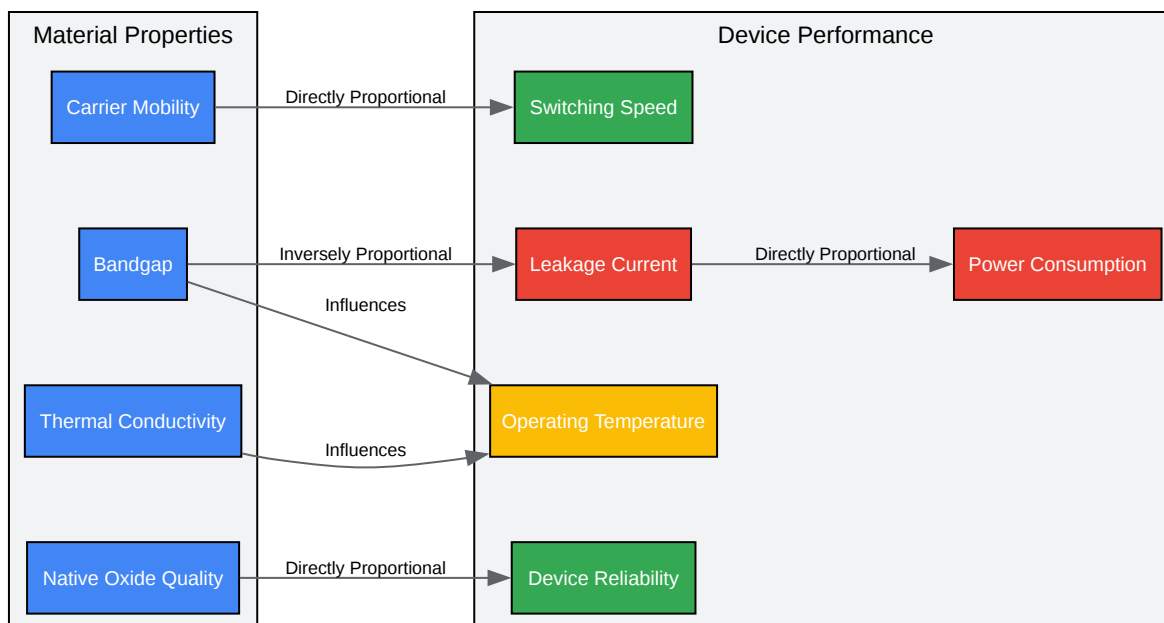 Material Properties
Device Performance
Carrier Mobility
Directly Proportional
Switching Speed
Bandgap
Inversely Proportional
Leakage Current
Directly Proportional
Power Consumption
Influences
Thermal Conductivity
Operating Temperature
Influences
Native Oxide Quality
Directly Proportional
Device Reliability